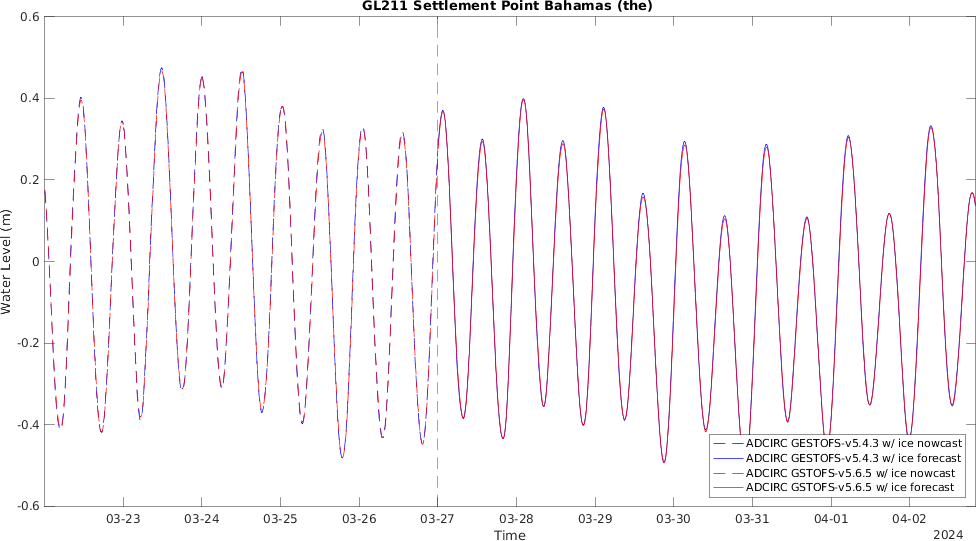 GL211 Settlement Point Bahamas (the)
0.6
0.4
0.2
0
-0.2
-0.4
-0.6
Water Level (m)
ADCIRC GESTOFS-v5.4.3 w/ ice nowcast
ADCIRC GESTOFS-v5.4.3 w/ ice forecast
ADCIRC GSTOFS-v5.6.5 w/ ice nowcast
ADCIRC GSTOFS-v5.6.5 w/ ice forecast
03-23 03-24 03-25 03-26 03-27 03-28 03-29 03-30 03-31 04-01 04-02
Time
2024